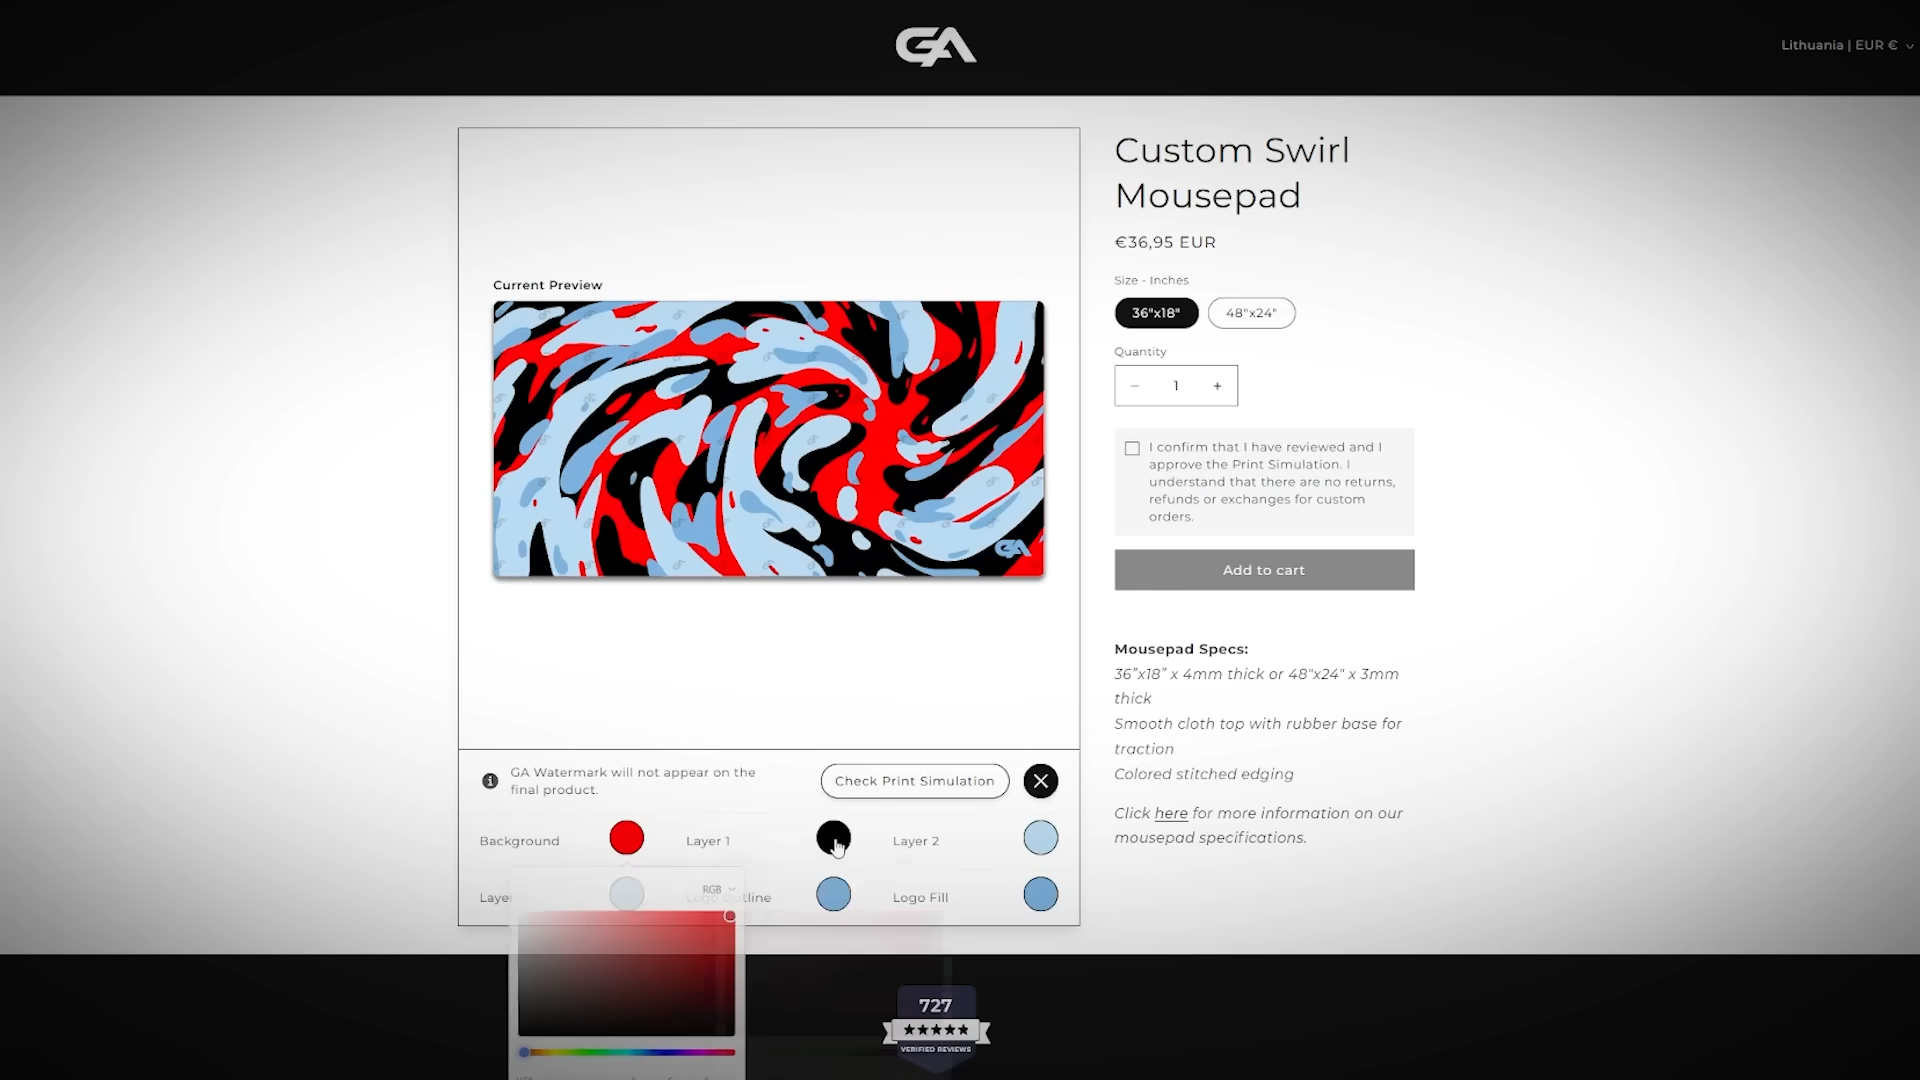 GA
Lithuania | EUR €
Custom Swirl
Mousepad
€36,95 EUR
Size - Inches
36"x18"
48"x24"
Quantity
1
I confirm that I have reviewed and I
approve the Print Simulation. I
understand that there are no returns,
refunds or exchanges for custom
orders.
Add to cart
Mousepad Specs:
36”x18” x 4mm thick or 48"x24" x 3mm
thick
Smooth cloth top with rubber base for
traction
Colored stitched edging
Click here for more information on our
mousepad specifications.
Current Preview
GA
GA Watermark will not appear on the
final product.
Check Print Simulation
Background
Layer 1
Layer 2
Logo Outline
Logo Fill
RGB
727
VERIFIED REVIEWS